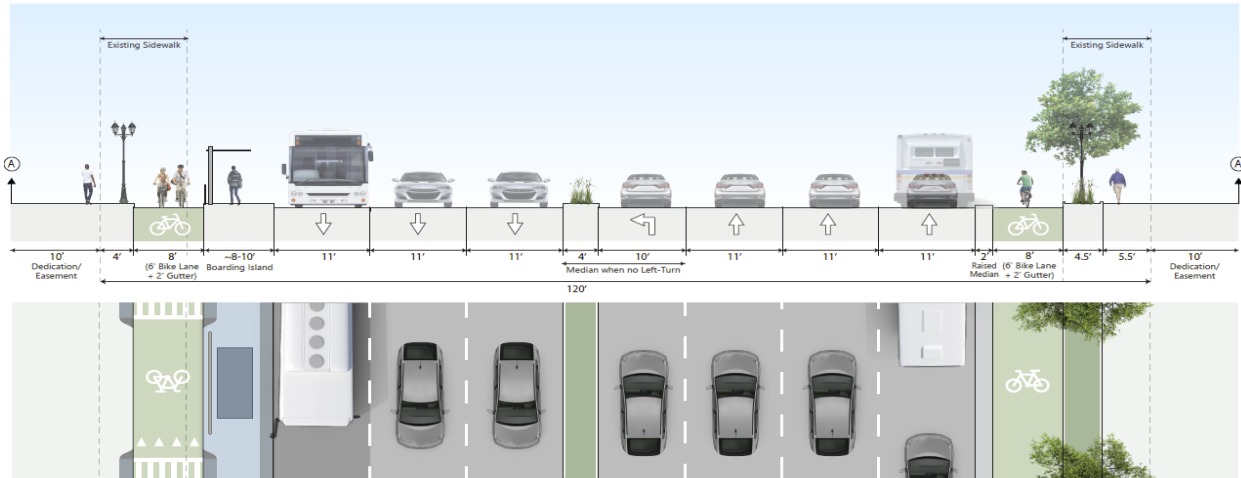 Existing Sidewalk
Existing Sidewalk
A
A
10'
4'
8'
~8-10'
11'
11'
11'
4'
10'
11'
11'
11'
2'
8'
4.5'
5.5'
10'
Dedication/
Easement
(6' Bike Lane
+ 2' Gutter)
Boarding Island
Median when no Left-Turn
Raised
Median
(6' Bike Lane
+ 2' Gutter)
Dedication/
Easement
120'